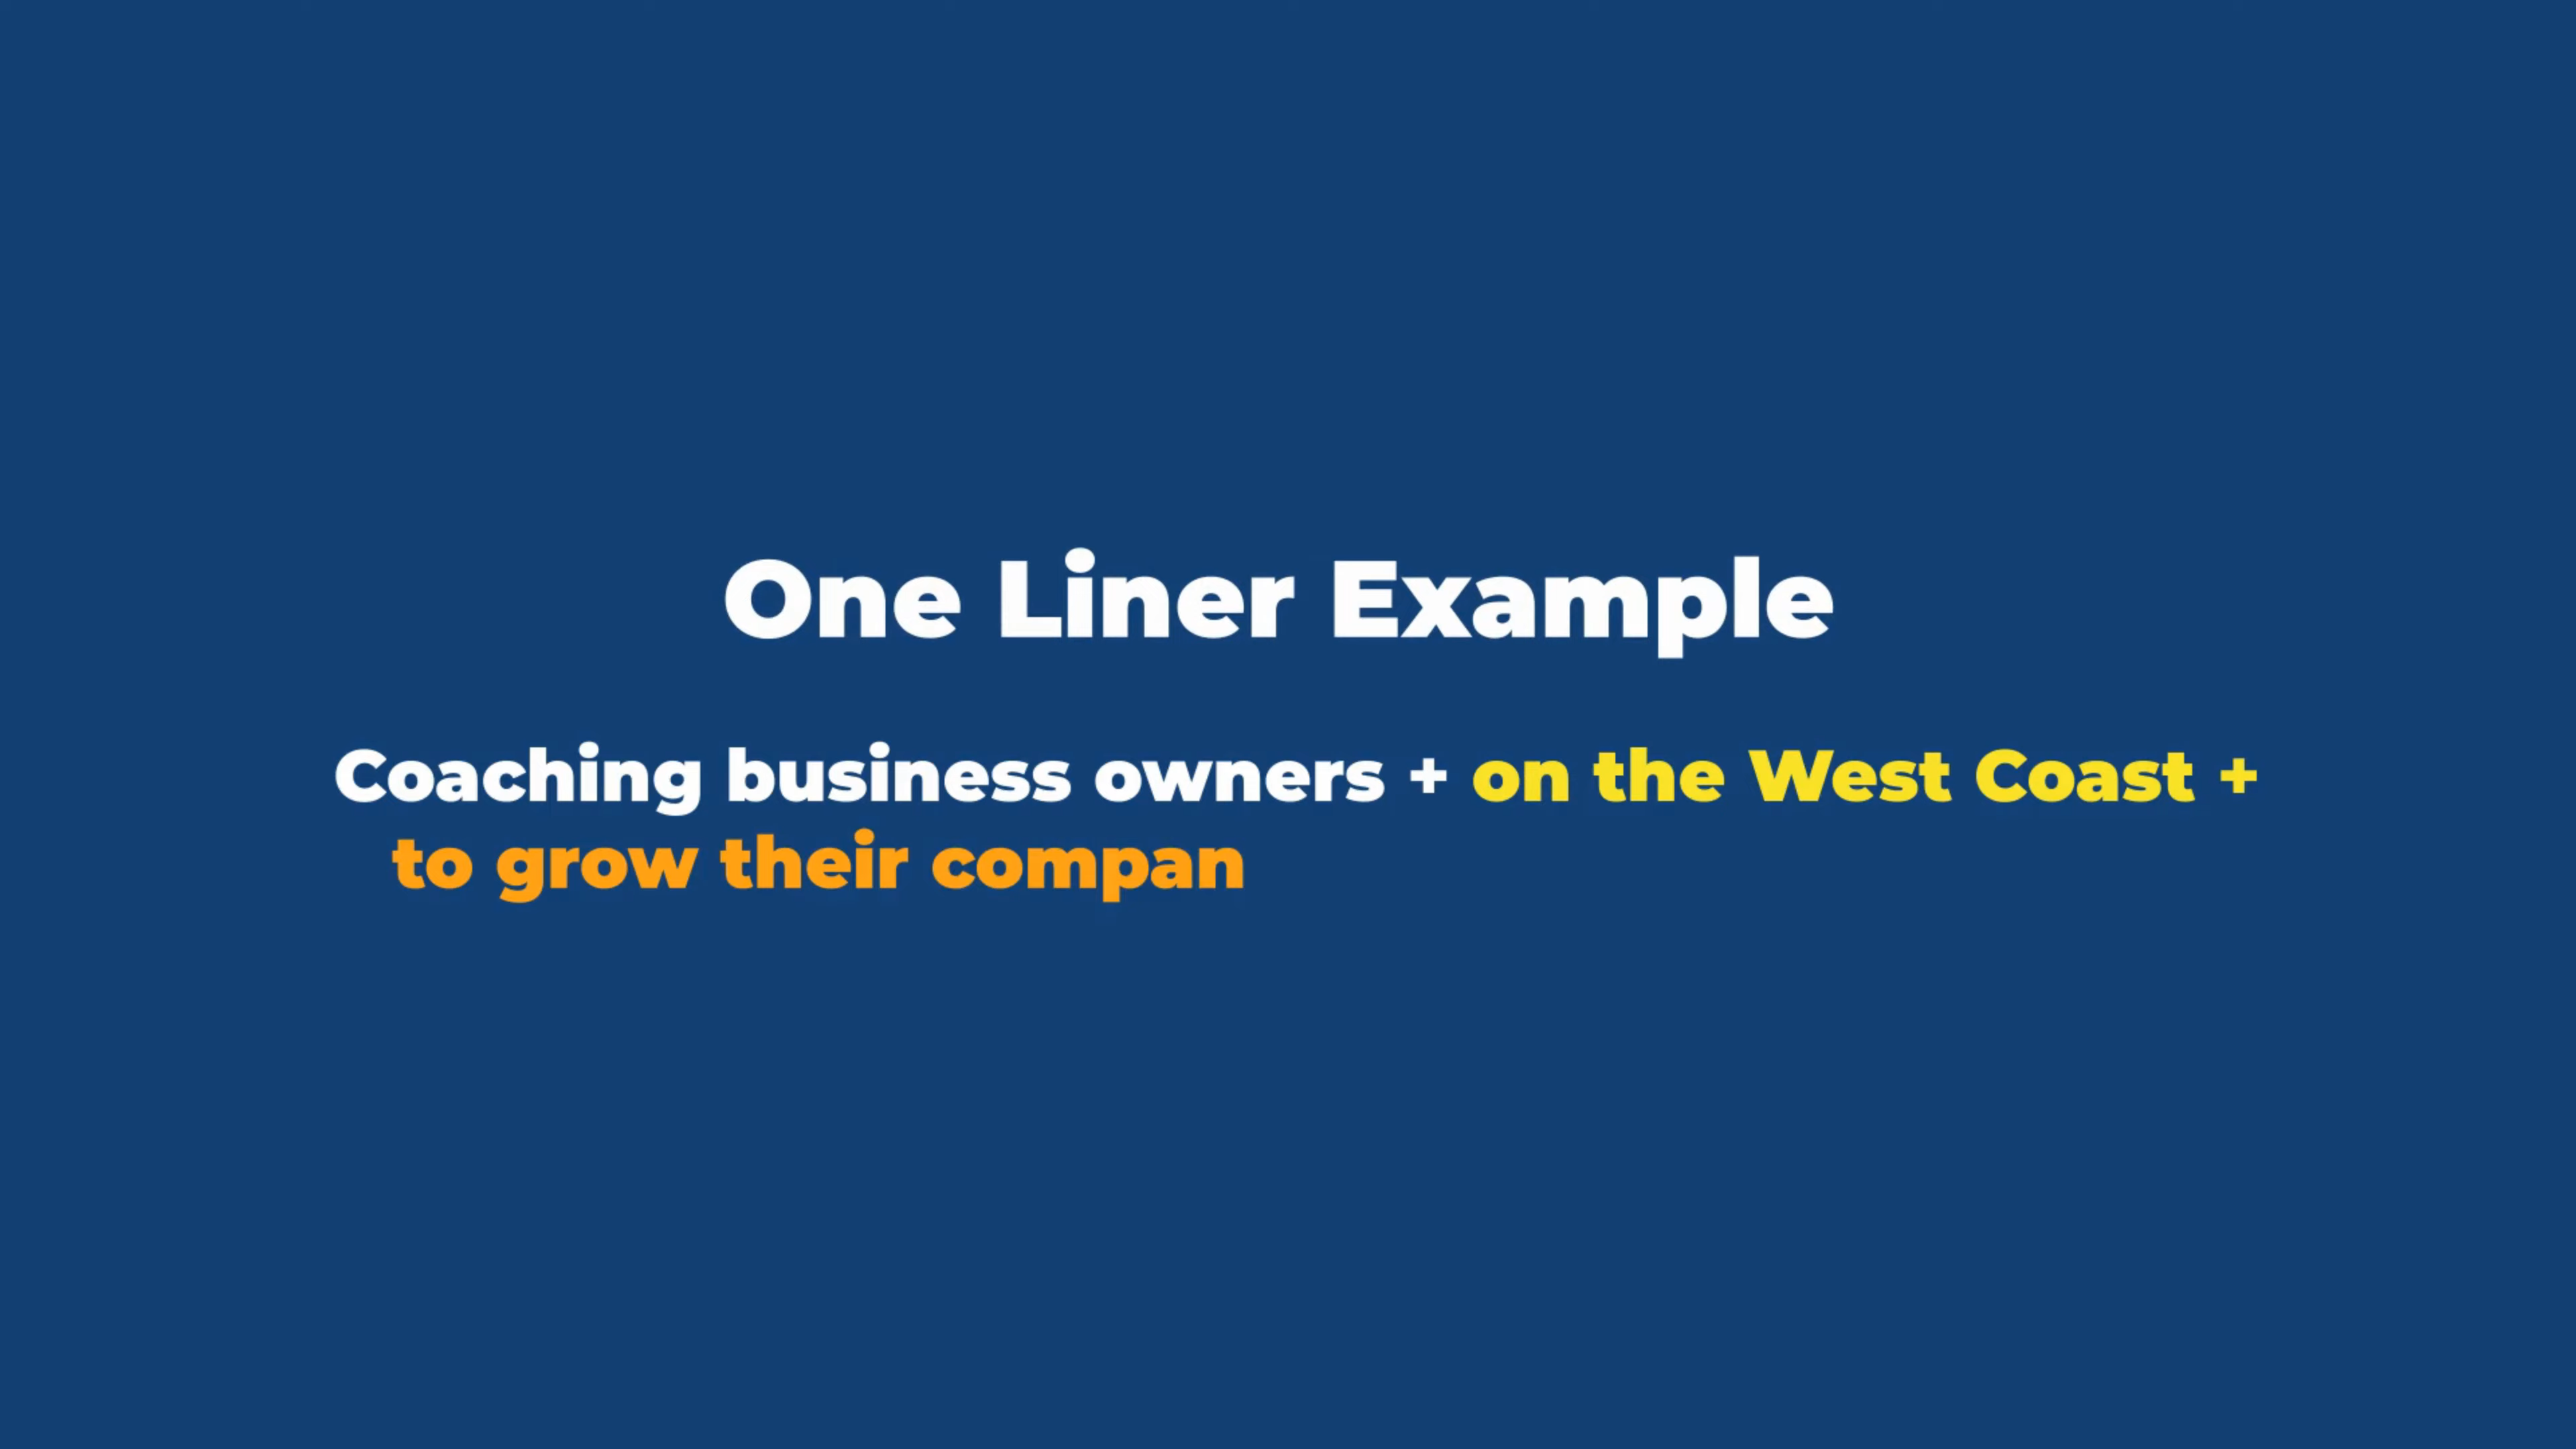 One Liner Example
Coaching business owners + on the West Coast +
to grow their compan